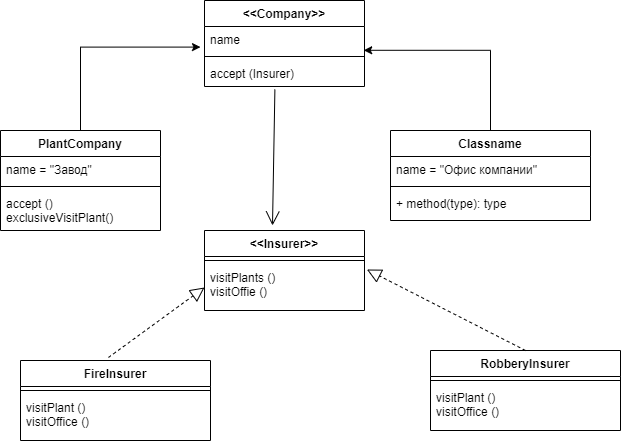 <<Company>>
name
accept (Insurer)
PlantCompany
name = "Завод"
accept ()
exclusiveVisitPlant()
Classname
name = "Офис компании"
+ method(type): type
<<Insurer>>
visitPlants ()
visitOffie ()
FireInsurer
visitPlant ()
visitOffice ()
RobberyInsurer
visitPlant ()
visitOffice ()